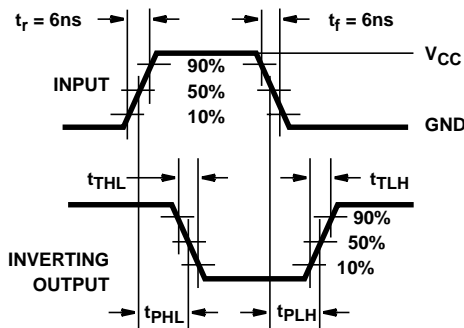 tr = 6ns
tf = 6ns
VCC
90%
INPUT
50%
10%
GND
tTHL
tTLH
90%
50%
INVERTING
OUTPUT
10%
tPHL
tPLH